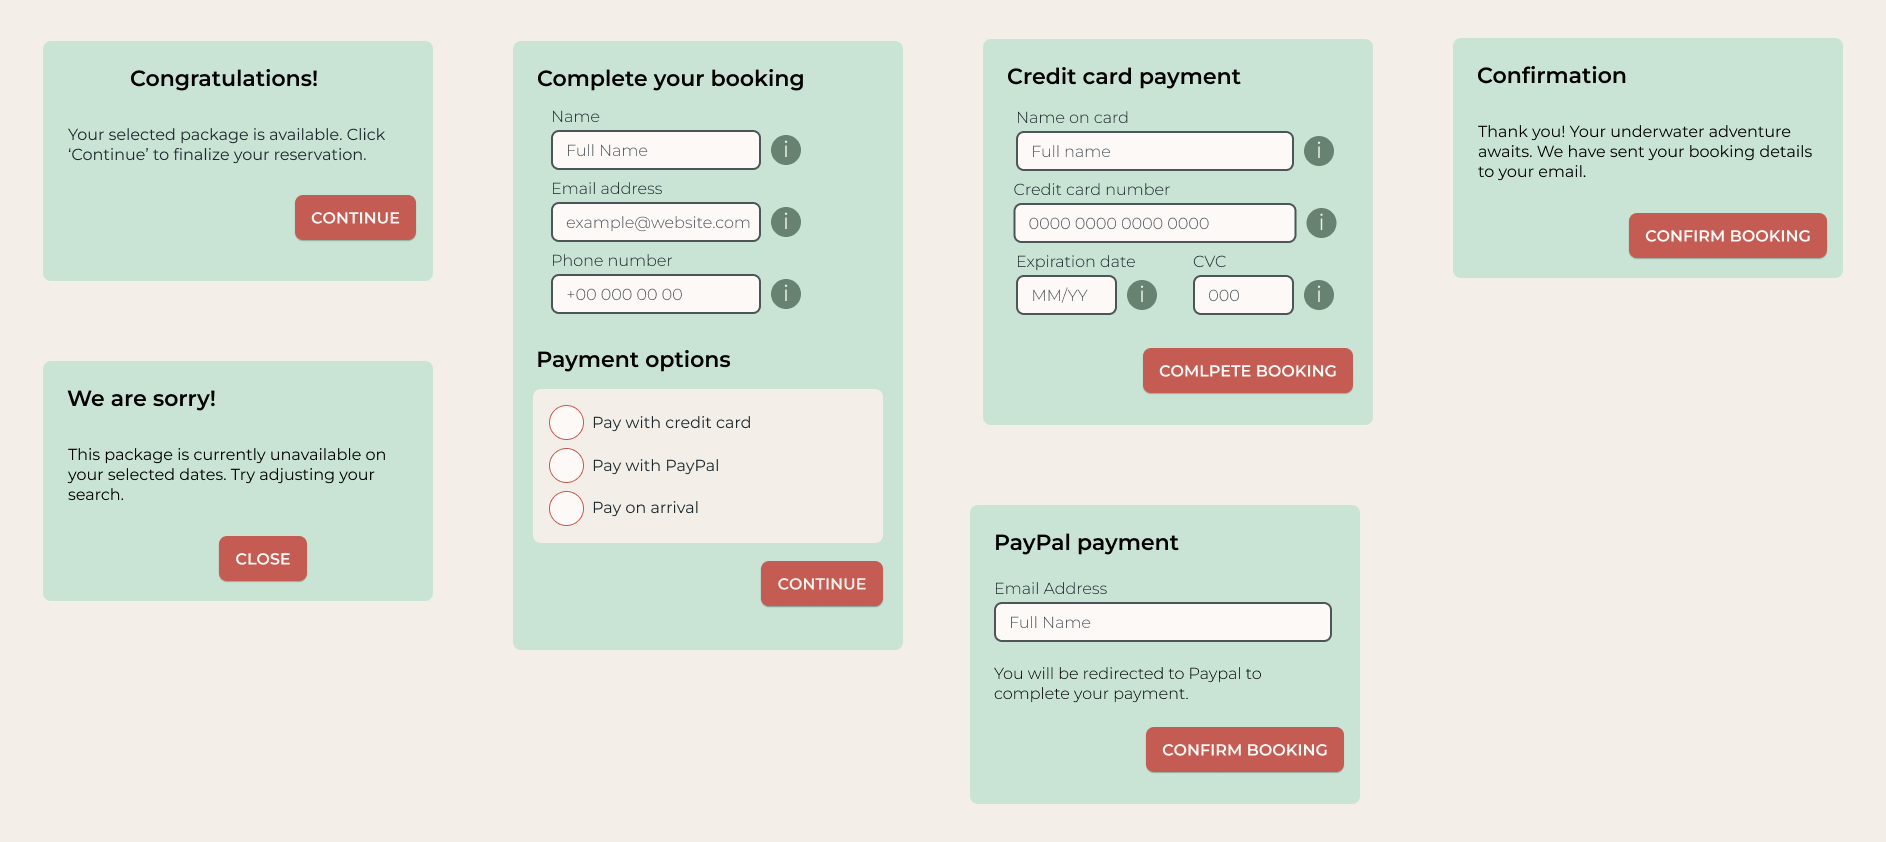 Congratulations!
Your selected package is available. Click
‘Continue’ to finalize your reservation.
CONTINUE
We are sorry!
This package is currently unavailable on
your selected dates. Try adjusting your
search.
CLOSE
Complete your booking
Name
Full Name
i
Email address
example@website.com
i
Phone number
+00 000 00 00
i
Payment options
Pay with credit card
Pay with PayPal
Pay on arrival
CONTINUE
Credit card payment
Name on card
Full name
i
Credit card number
0000 0000 0000 0000
i
Expiration date CVC
MM/YY i 000 i
COMLPETE BOOKING
PayPal payment
Email Address
Full Name
You will be redirected to Paypal to
complete your payment.
CONFIRM BOOKING
Confirmation
Thank you! Your underwater adventure
awaits. We have sent your booking details
to your email.
CONFIRM BOOKING